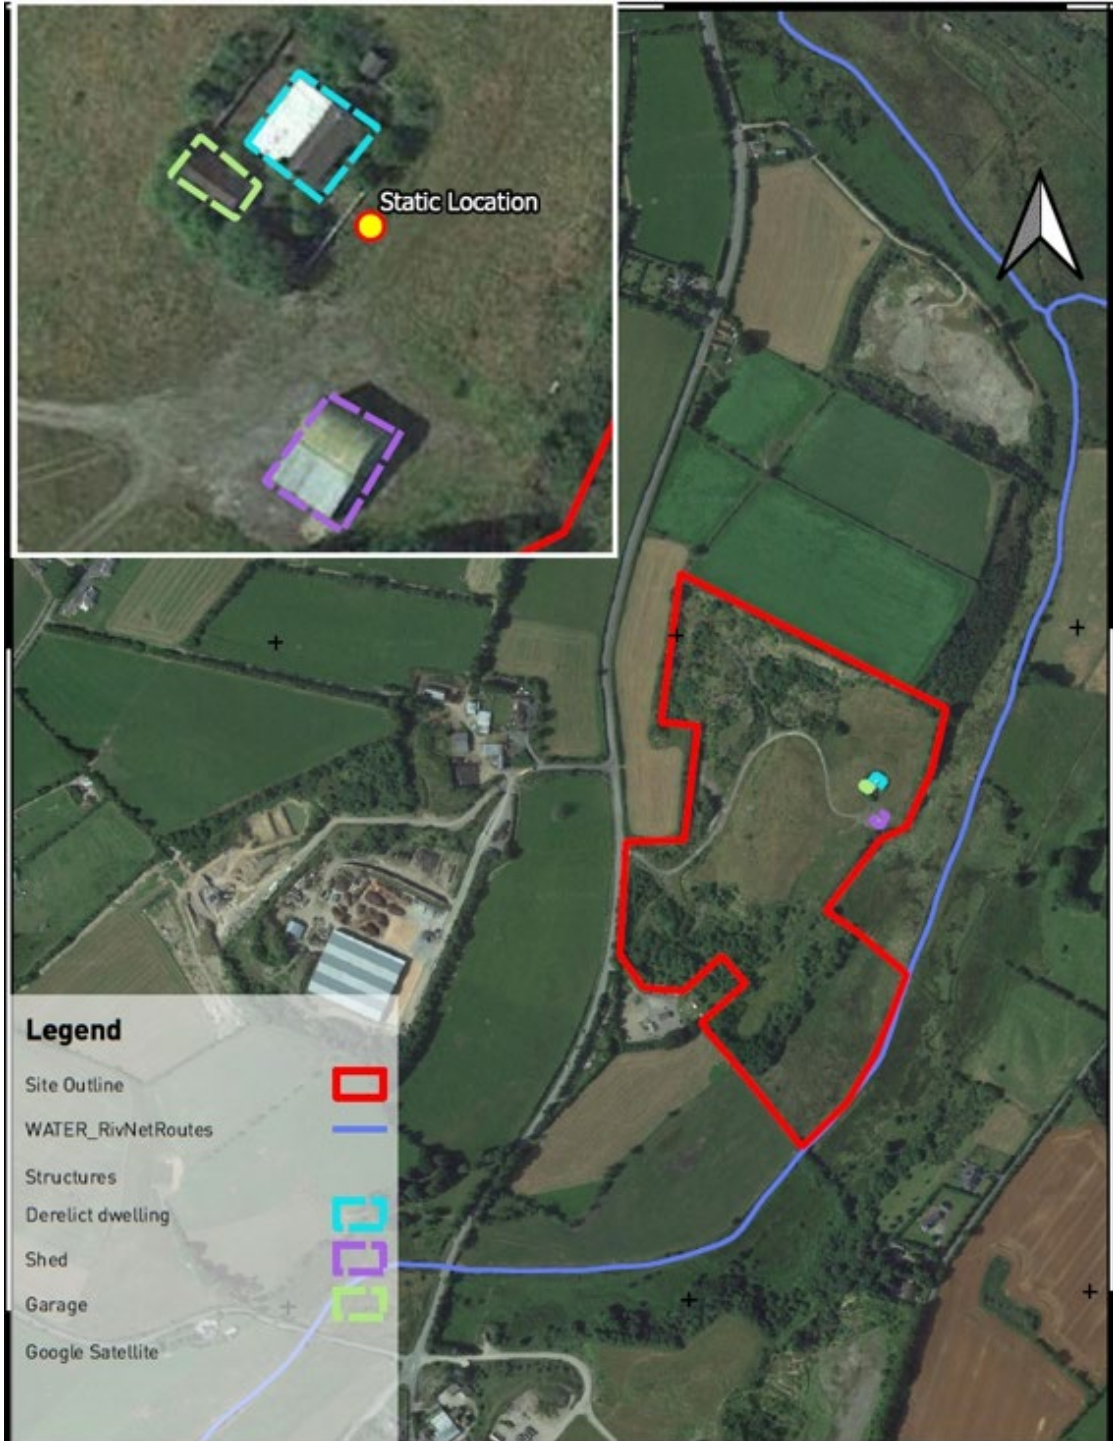 Static Location
Legend
Site Outline
WATER_RivNetRoutes
Structures
Derelict dwelling
Shed
Garage
Google Satellite